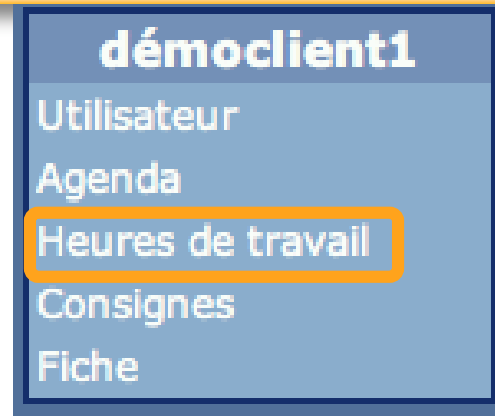 démoclient1
Utilisateur
Agenda
Heures de travail
Consignes
Fiche